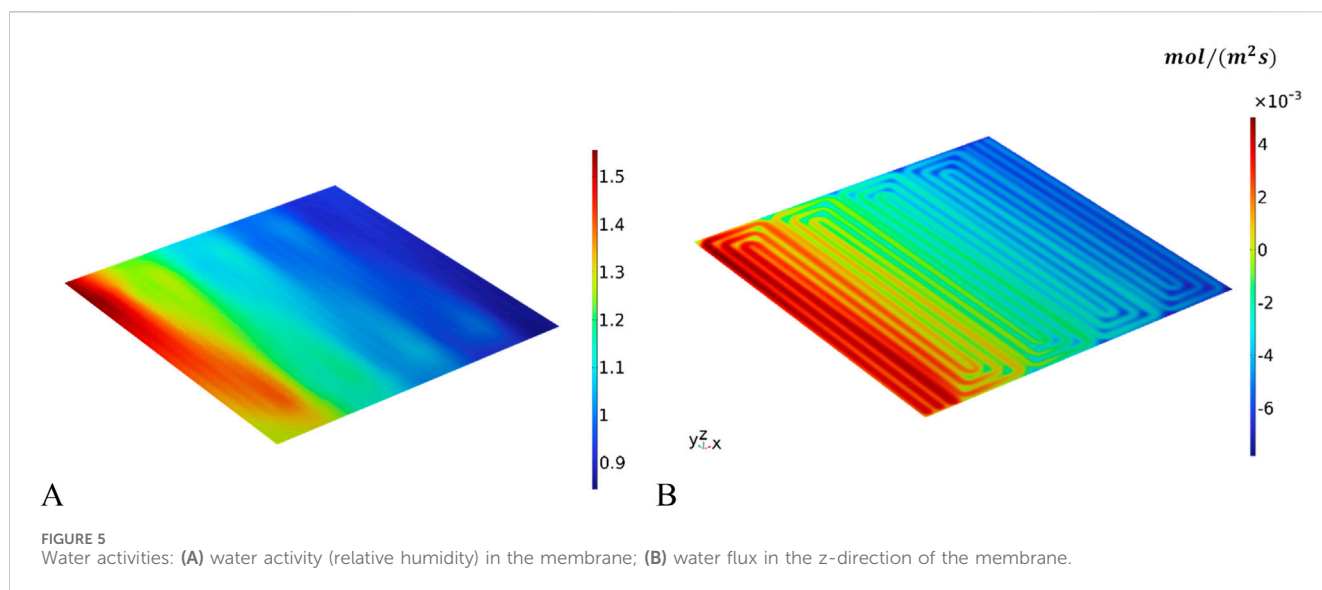 mol/(m²s)
×10⁻³
4
2
0
-2
-4
-6
1.5
1.4
1.3
1.2
1.1
1
0.9
y z x
A
B
FIGURE 5
Water activities: (A) water activity (relative humidity) in the membrane; (B) water flux in the z-direction of the membrane.